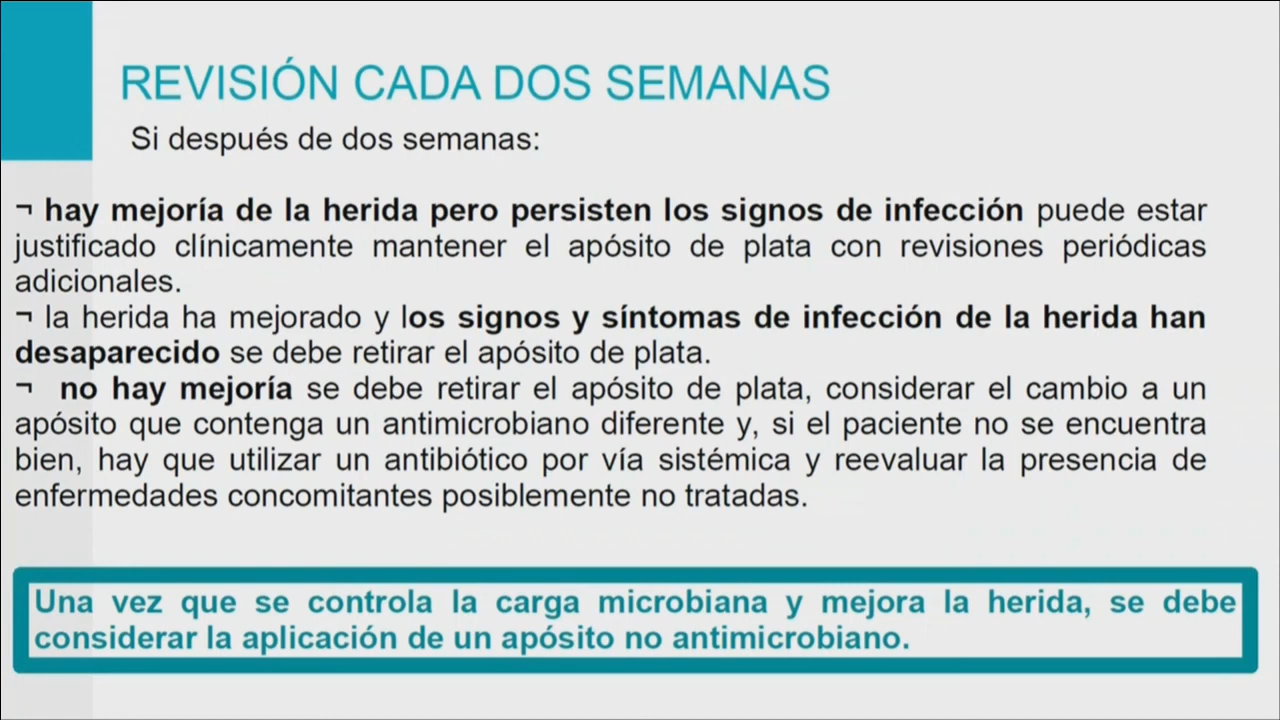 REVISIÓN CADA DOS SEMANAS
Si después de dos semanas:
¬ hay mejoría de la herida pero persisten los signos de infección puede estar
justificado clínicamente mantener el apósito de plata con revisiones periódicas
adicionales.
¬ la herida ha mejorado y los signos y síntomas de infección de la herida han
desaparecido se debe retirar el apósito de plata.
¬ no hay mejoría se debe retirar el apósito de plata, considerar el cambio a un
apósito que contenga un antimicrobiano diferente y, si el paciente no se encuentra
bien, hay que utilizar un antibiótico por vía sistémica y reevaluar la presencia de
enfermedades concomitantes posiblemente no tratadas.
Una vez que se controla la carga microbiana y mejora la herida, se debe
considerar la aplicación de un apósito no antimicrobiano.